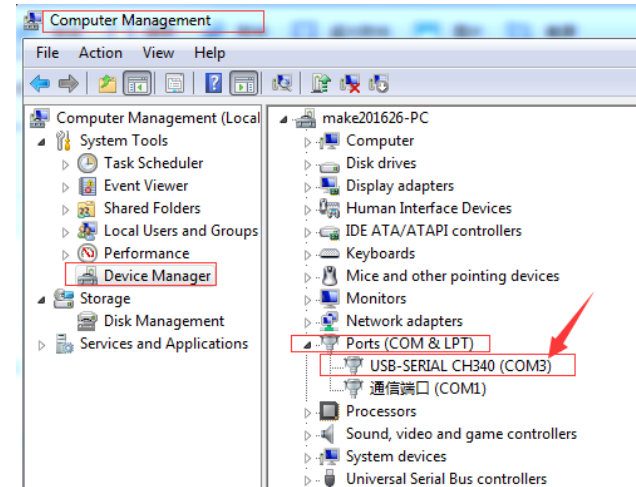 Computer Management
File Action View Help
Computer Management (Local
System Tools
Task Scheduler
Event Viewer
Shared Folders
Local Users and Groups
Performance
Device Manager
Storage
Disk Management
Services and Applications
make201626-PC
Computer
Disk drives
Display adapters
Human Interface Devices
IDE ATA/ATAPI controllers
Keyboards
Mice and other pointing devices
Monitors
Network adapters
Ports (COM & LPT)
USB-SERIAL CH340 (COM3)
通信端口 (COM1)
Processors
Sound, video and game controllers
System devices
Universal Serial Bus controllers